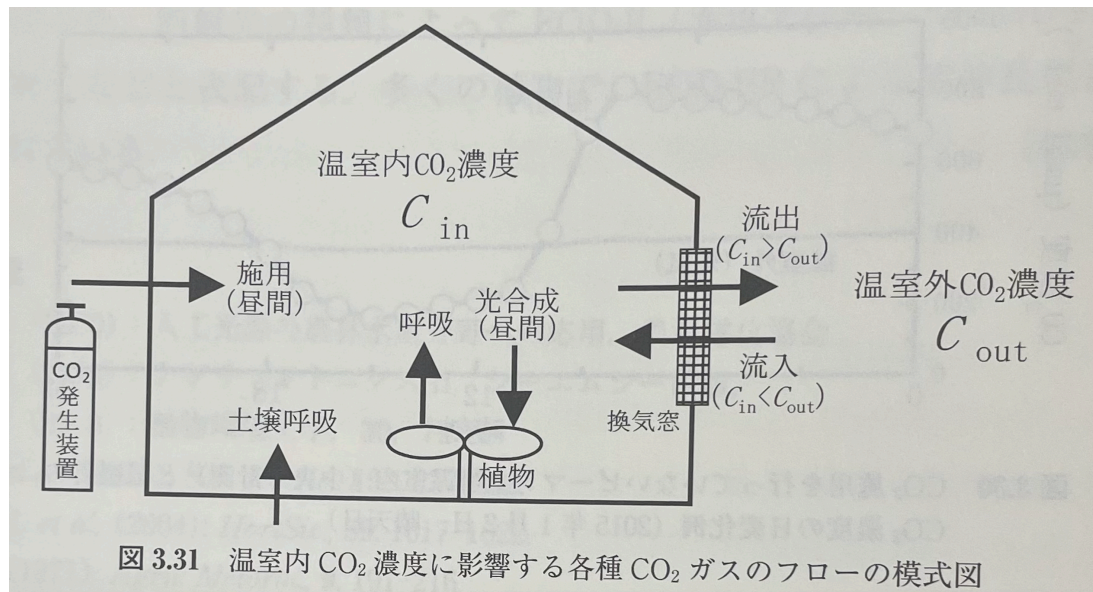 温室内CO₂濃度
C in
流出
(Cin>Cout)
温室外CO₂濃度
C out
施用
(昼間)
光合成
(昼間)
呼吸
流入
(Cin<Cout)
CO₂
発
生
装
置
土壌呼吸
換気窓
植物
図 3.31 温室内 CO₂ 濃度に影響する各種 CO₂ ガスのフローの模式図